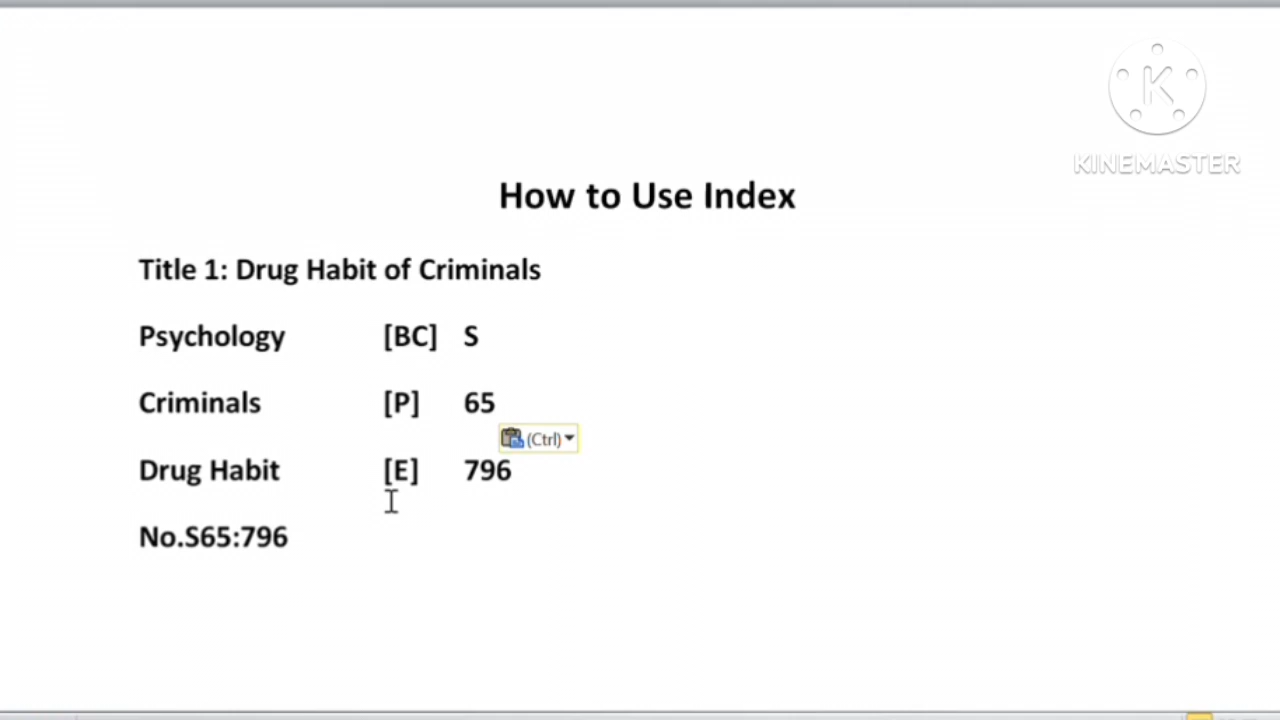 K
KINEMASTER
How to Use Index
Title 1: Drug Habit of Criminals
Psychology [BC] S
Criminals [P] 65
(Ctrl)
Drug Habit [E] 796
No.S65:796